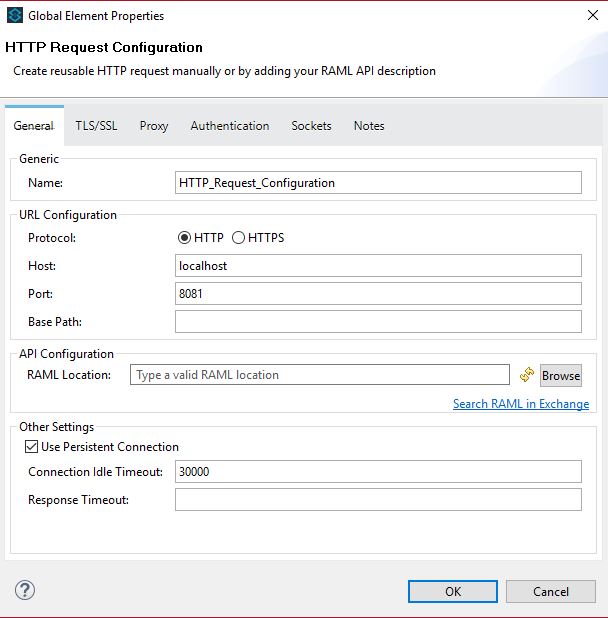 Global Element Properties
HTTP Request Configuration
Create reusable HTTP request manually or by adding your RAML API description
General TLS/SSL Proxy Authentication Sockets Notes
Generic
Name: HTTP_Request_Configuration
URL Configuration
Protocol: HTTP HTTPS
Host: localhost
Port: 8081
Base Path:
API Configuration
RAML Location: Type a valid RAML location Browse
Search RAML in Exchange
Other Settings
Use Persistent Connection
Connection Idle Timeout: 30000
Response Timeout:
? OK Cancel